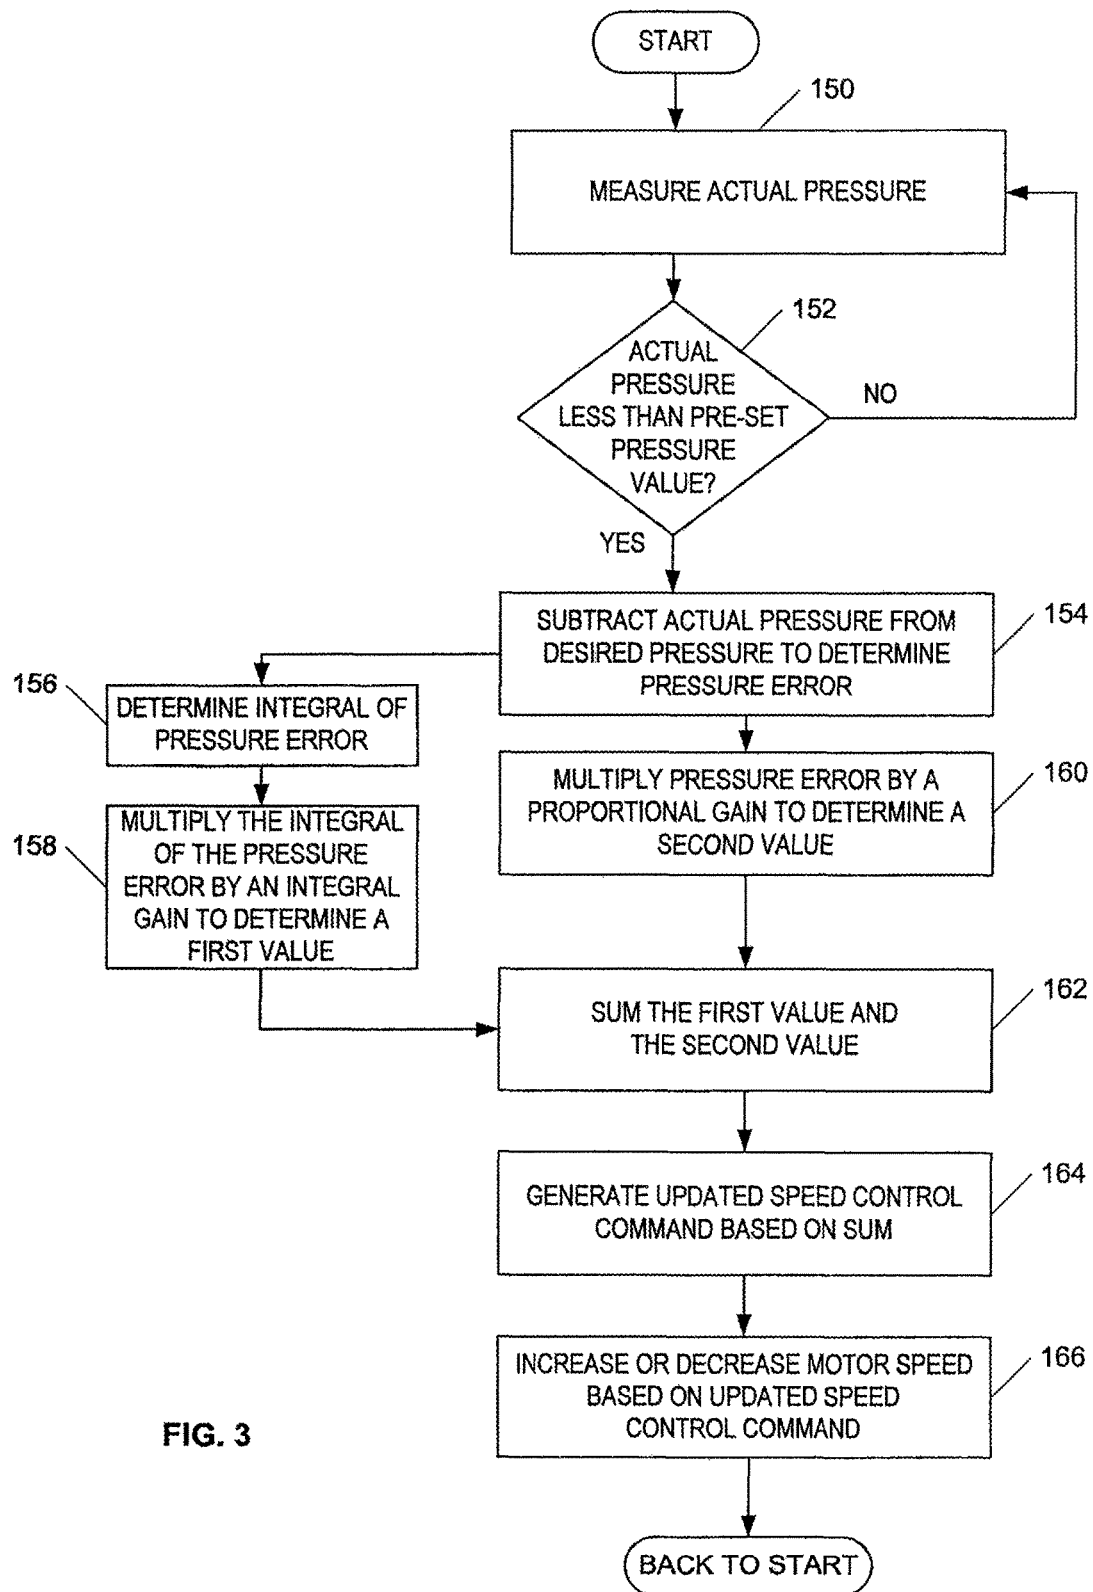 START
150
MEASURE ACTUAL PRESSURE
152
ACTUAL
PRESSURE
LESS THAN PRE-SET
PRESSURE
VALUE?
NO
YES
SUBTRACT ACTUAL PRESSURE FROM
DESIRED PRESSURE TO DETERMINE
PRESSURE ERROR
154
156
DETERMINE INTEGRAL OF
PRESSURE ERROR
MULTIPLY PRESSURE ERROR BY A
PROPORTIONAL GAIN TO DETERMINE A
SECOND VALUE
160
158
MULTIPLY THE INTEGRAL
OF THE PRESSURE
ERROR BY AN INTEGRAL
GAIN TO DETERMINE A
FIRST VALUE
SUM THE FIRST VALUE AND
THE SECOND VALUE
162
GENERATE UPDATED SPEED CONTROL
COMMAND BASED ON SUM
164
INCREASE OR DECREASE MOTOR SPEED
BASED ON UPDATED SPEED
CONTROL COMMAND
166
FIG. 3
BACK TO START